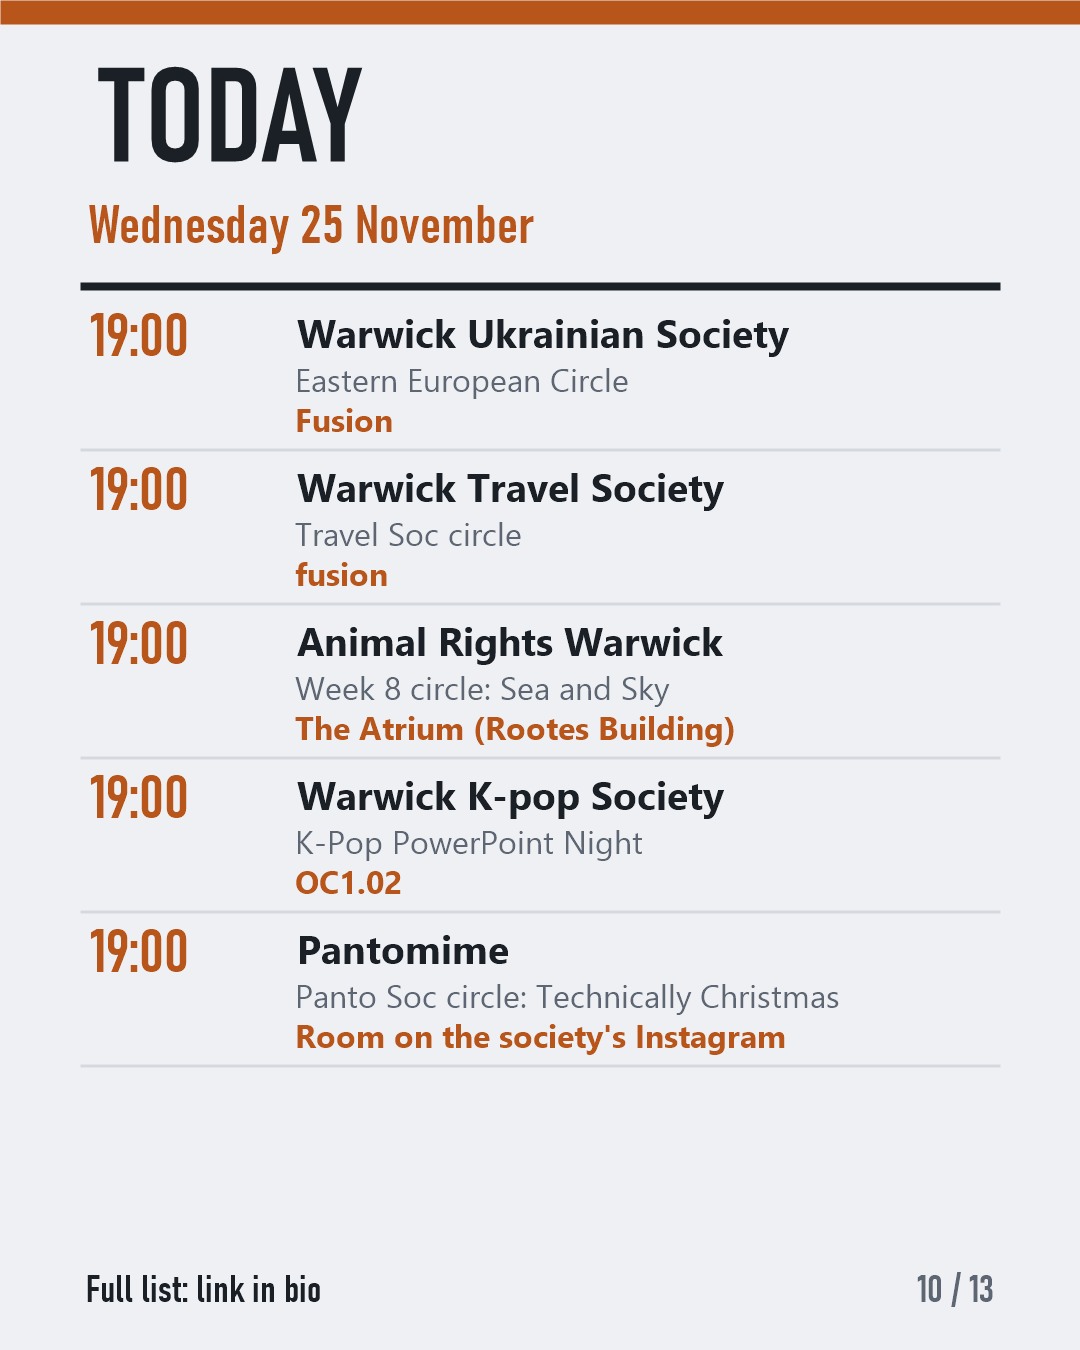 TODAY
Wednesday 25 November
19:00
Warwick Ukrainian Society
Eastern European Circle
Fusion
19:00
Warwick Travel Society
Travel Soc circle
fusion
19:00
Animal Rights Warwick
Week 8 circle: Sea and Sky
The Atrium (Rootes Building)
19:00
Warwick K-pop Society
K-Pop PowerPoint Night
OC1.02
19:00
Pantomime
Panto Soc circle: Technically Christmas
Room on the society's Instagram
Full list: link in bio
10 / 13